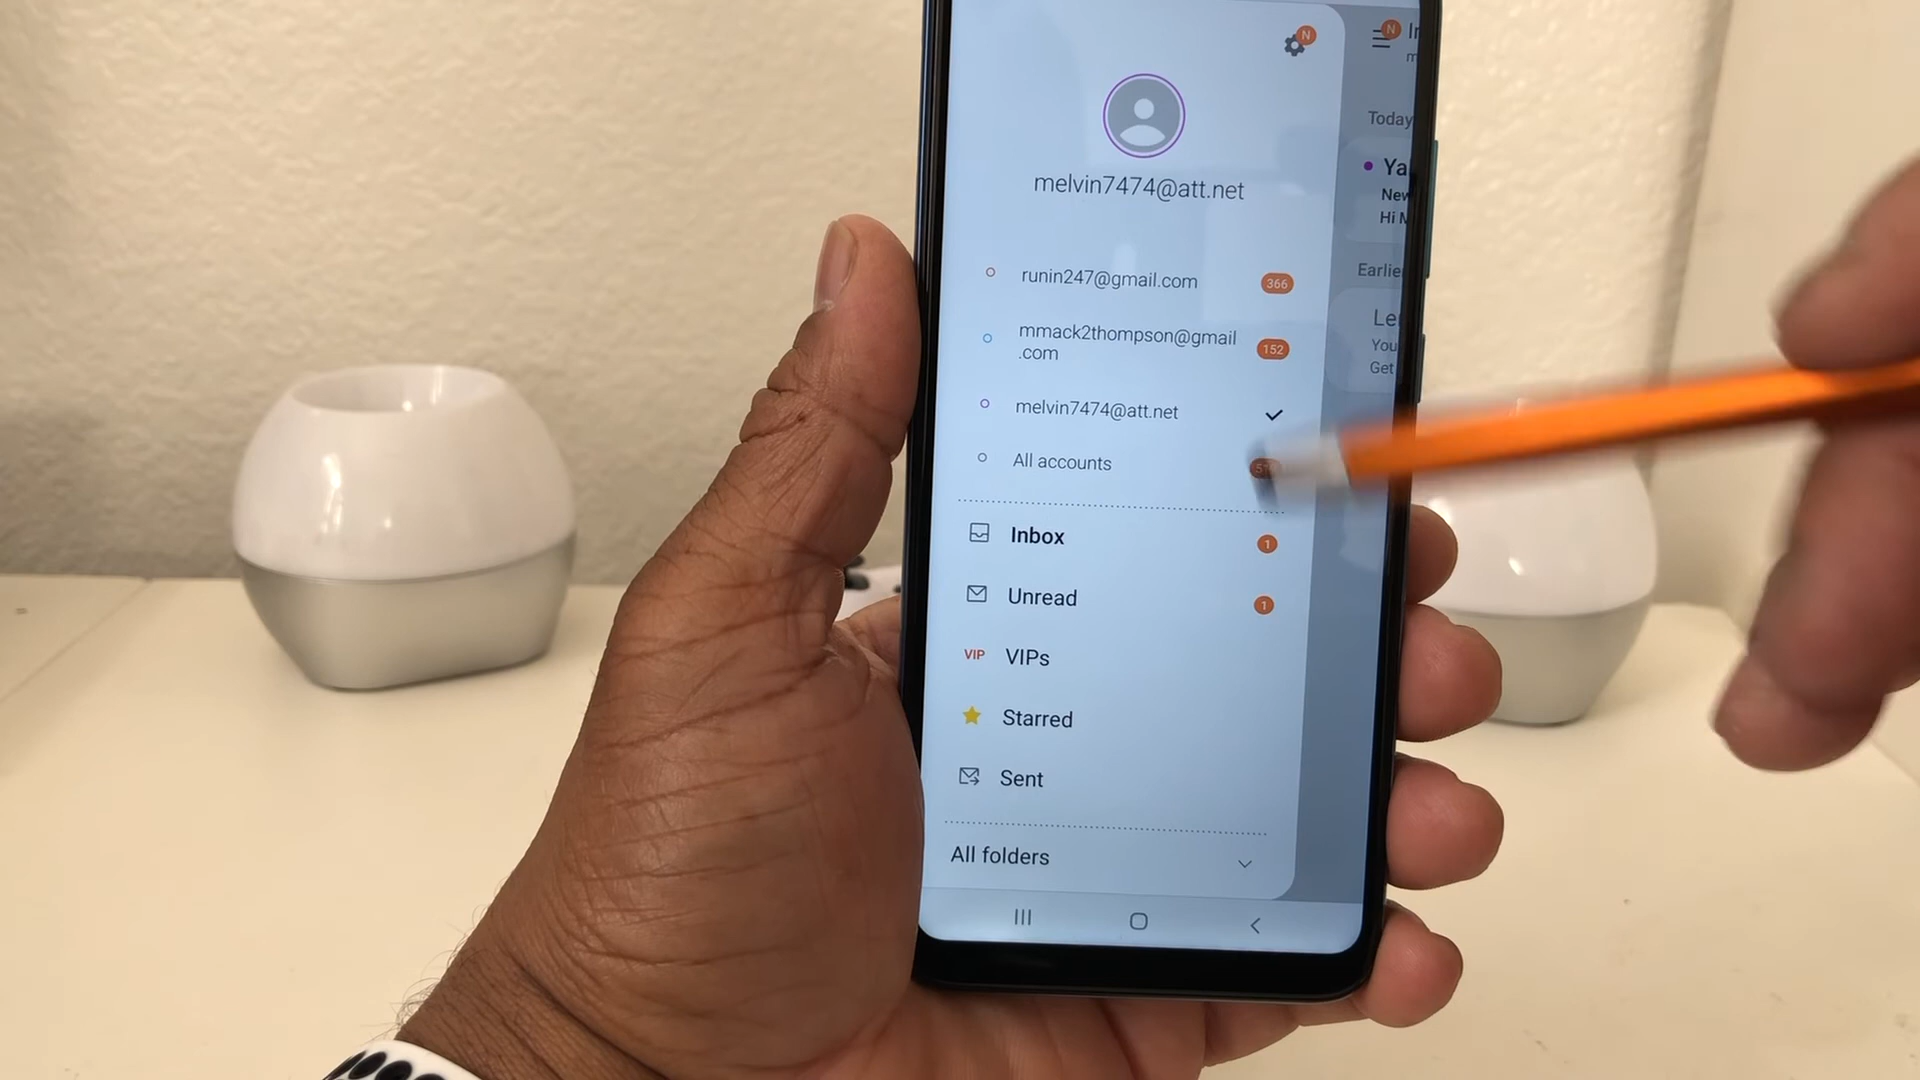 N
N
melvin7474@att.net
runin247@gmail.com
366
mmack2thompson@gmail
.com
152
melvin7474@att.net
All accounts
Inbox
1
Unread
1
VIP VIPs
Starred
Sent
All folders
Today
Ya
New
Hi M
Earlie
Le
You
Get